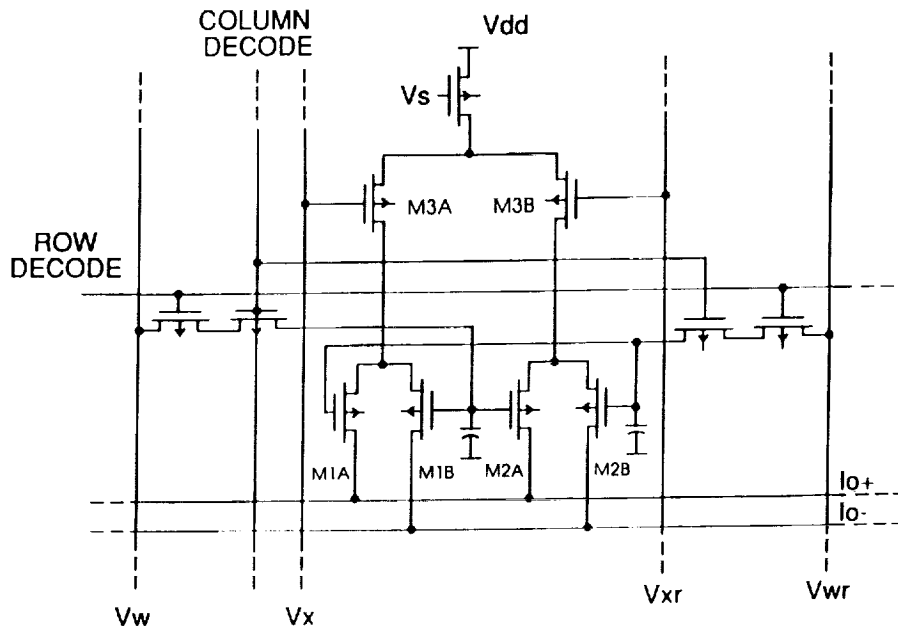 COLUMN
DECODE
Vdd
Vs
M3A
M3B
ROW
DECODE
M1A
M1B
M2A
M2B
Io+
Io-
Vw
Vx
Vxr
Vwr